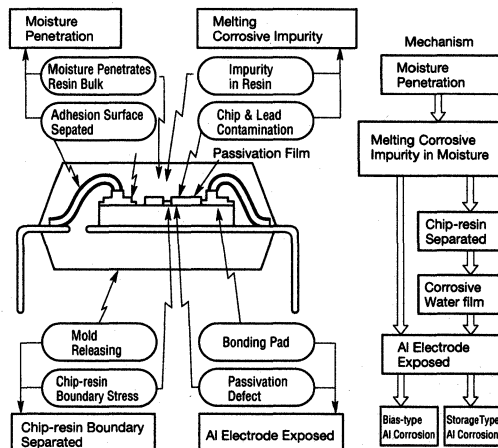 Moisture
Penetration
Melting
Corrosive Impurity
Moisture Penetrates
Resin Bulk
Impurity
in Resin
Adhesion Surface
Sepated
Chip & Lead
Contamination
Passivation Film
Mold
Releasing
Bonding Pad
Chip-resin
Boundary Stress
Passivation
Defect
Chip-resin Boundary
Separated
Al Electrode Exposed
Mechanism
Moisture
Penetration
Melting Corrosive
Impurity in Moisture
Chip-resin
Separated
Corrosive
Water film
Al Electrode
Exposed
Bias-type
Al Corrosion
StorageType
Al Corrosion